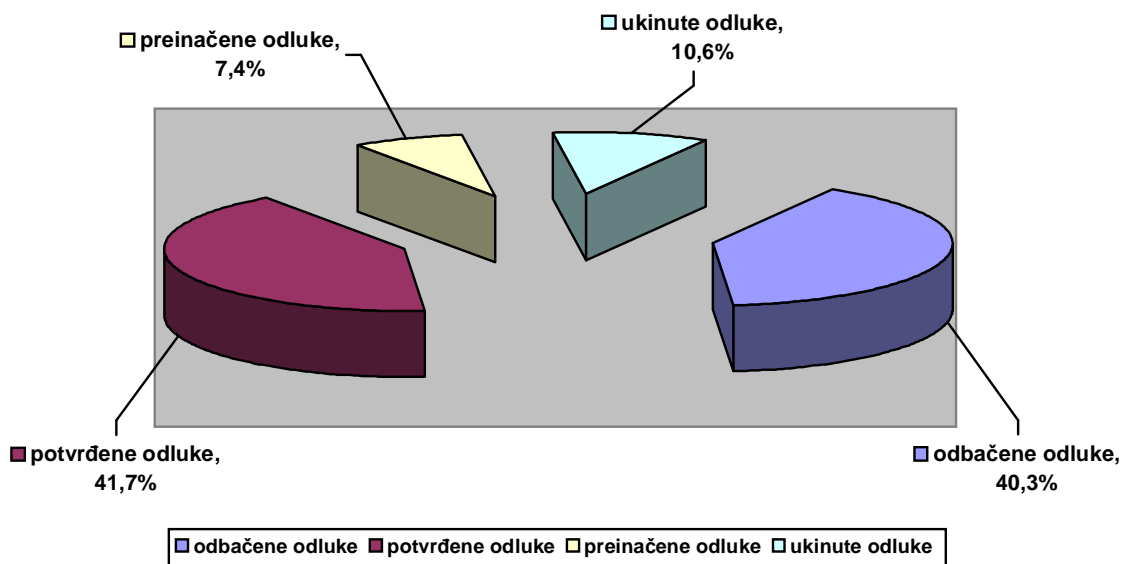 ukinute odluke,
10,6%
preinačene odluke,
7,4%
potvrđene odluke,
41,7%
odbačene odluke,
40,3%
odbačene odluke potvrđene odluke preinačene odluke ukinute odluke